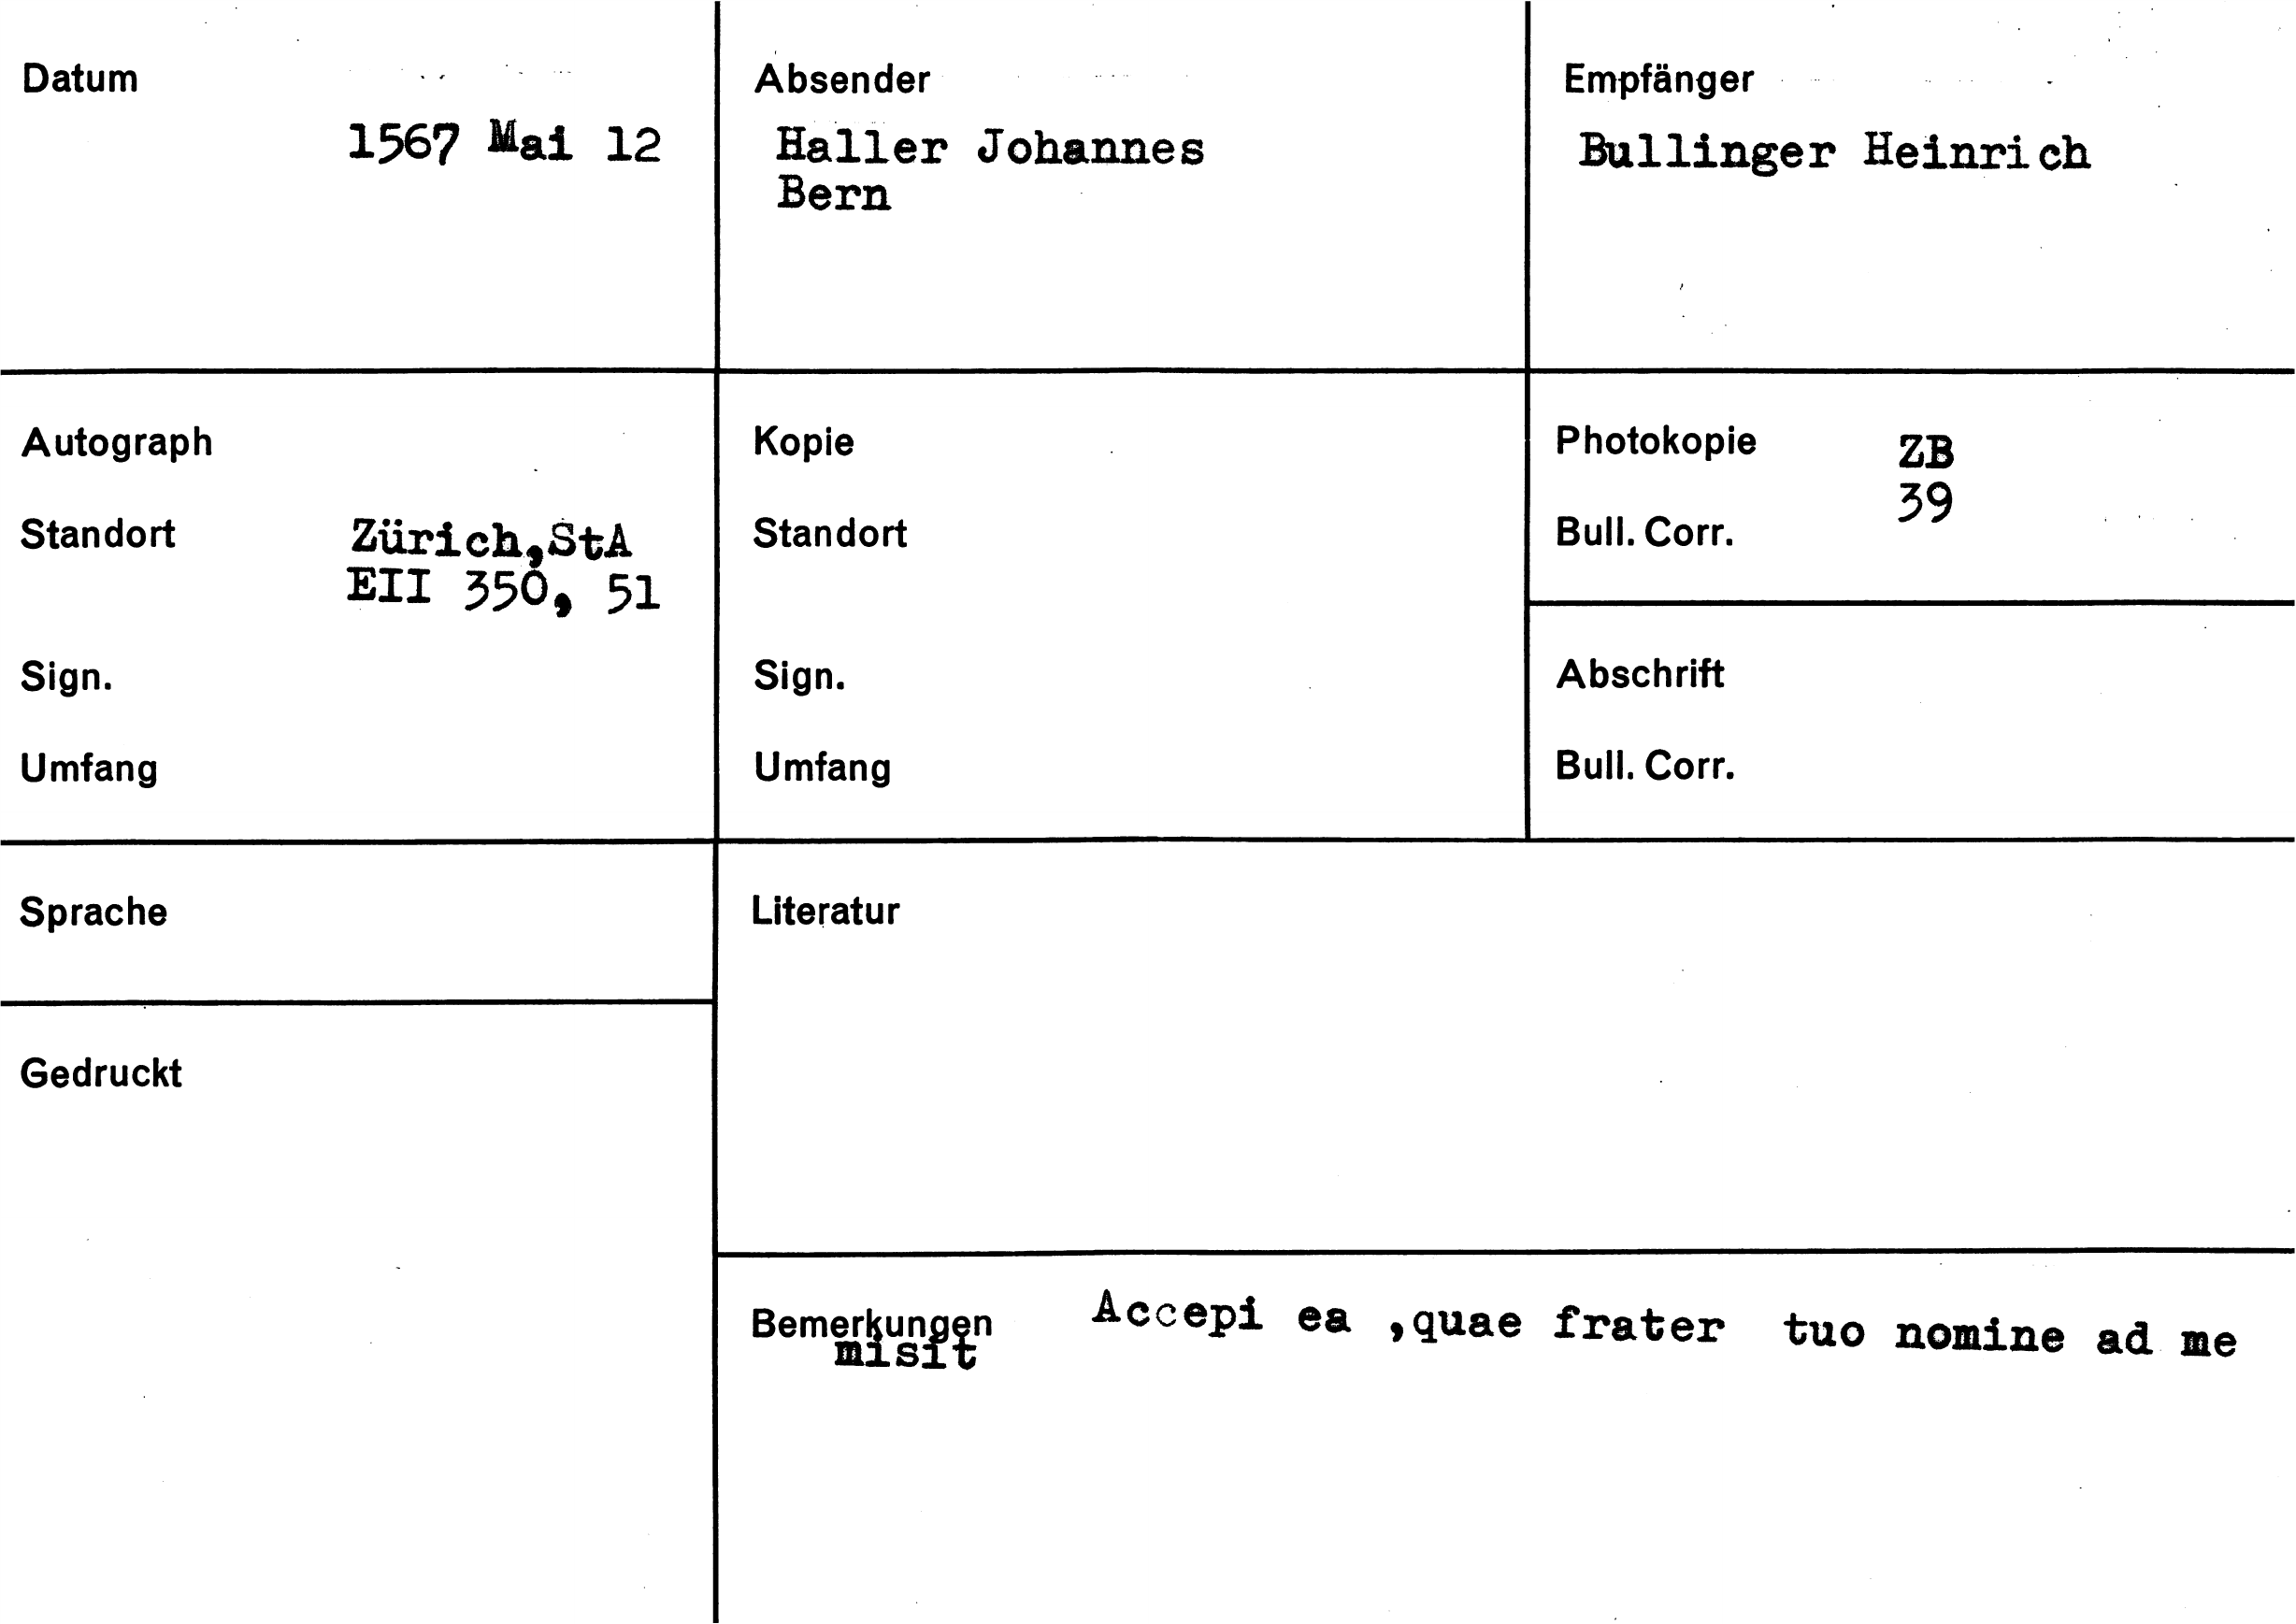 Datum
1567 Mai 12
Absender
Haller Johannes
Bern
Empfänger
Bullinger Heinrich
Autograph
Standort
Zürich,StA
EII 350, 51
Sign.
Umfang
Kopie
Standort
Sign.
Umfang
Photokopie ZB
39
Bull. Corr.
Abschrift
Bull. Corr.
Sprache
Literatur
Gedruckt
Bemerkungen Accepi ea ,quae frater tuo nomine ad me
misit